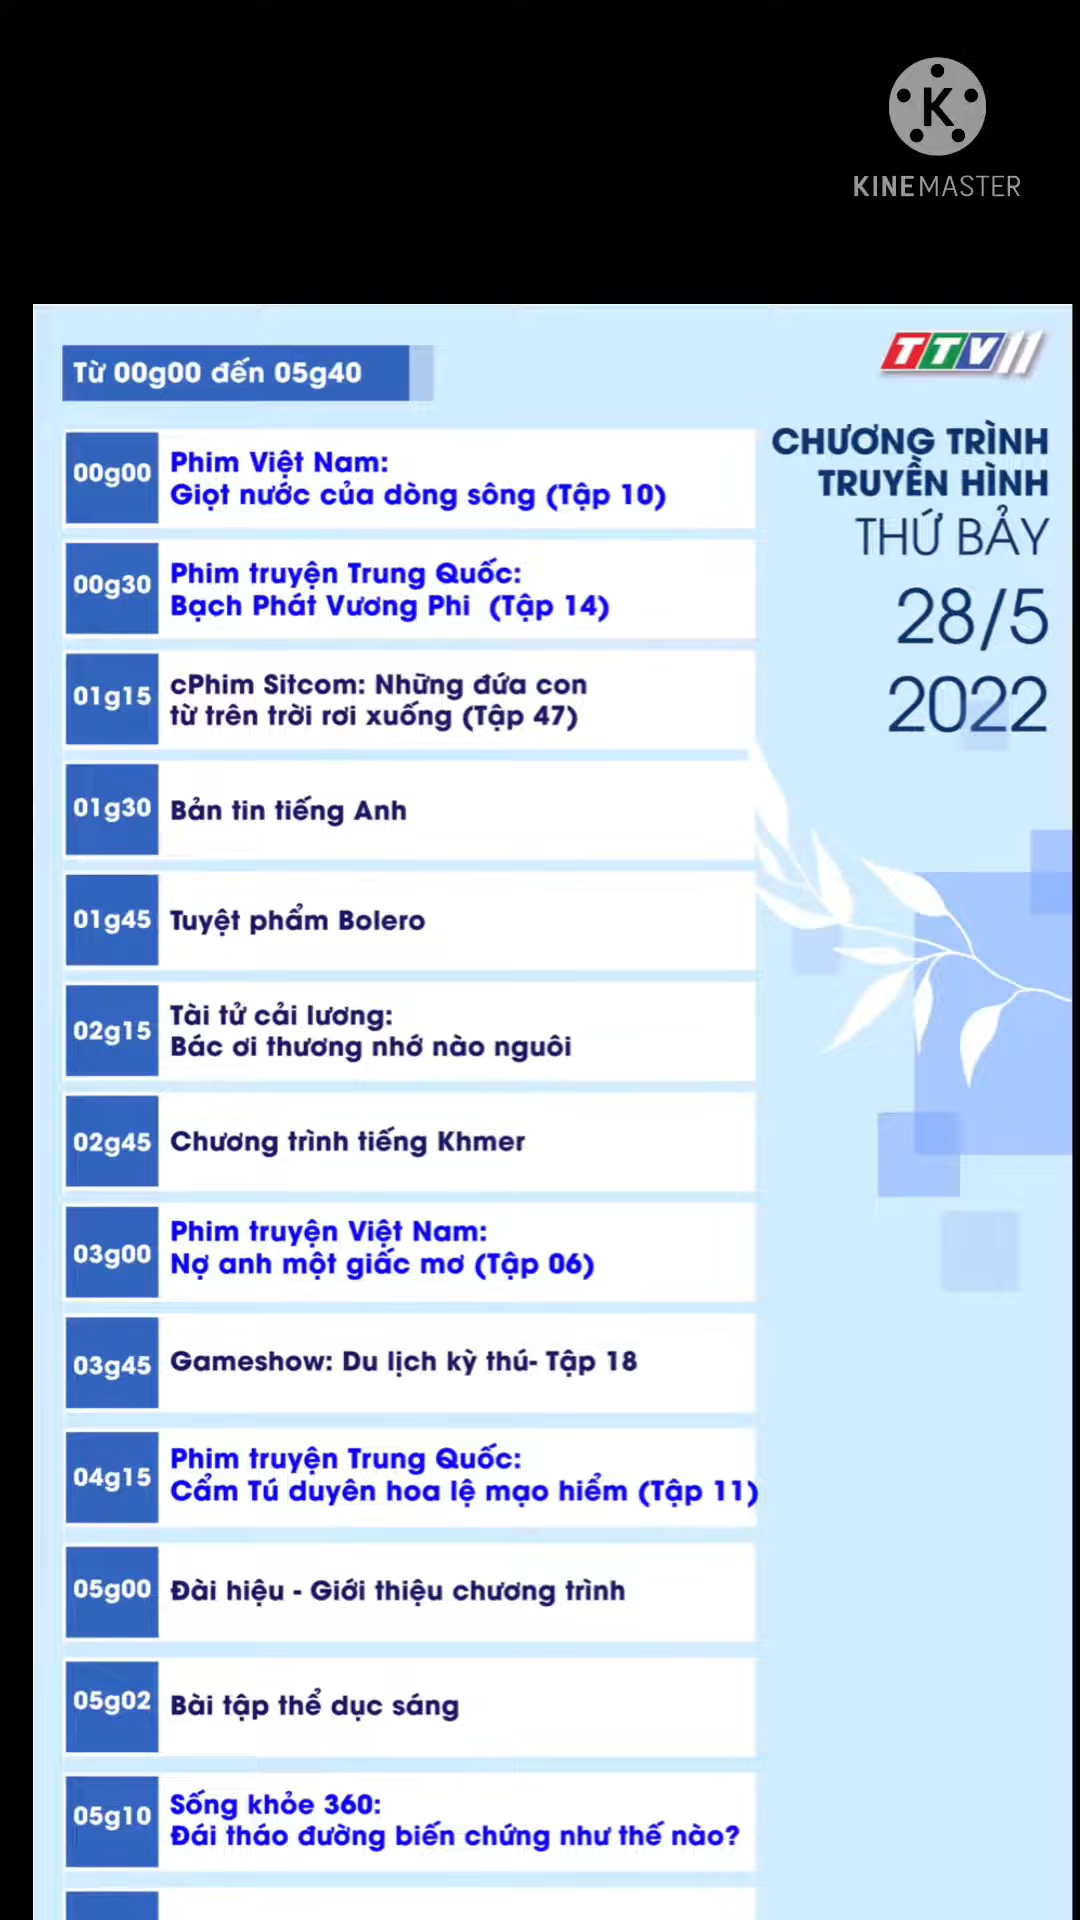 K
KINEMASTER
Từ 00g00 đến 05g40
TTV11
CHƯƠNG TRÌNH
TRUYỀN HÌNH
THỨ BẢY
28/5
2022
00g00
Phim Việt Nam:
Giọt nước của dòng sông (Tập 10)
00g30
Phim truyện Trung Quốc:
Bạch Phát Vương Phi (Tập 14)
01g15
cPhim Sitcom: Những đứa con
từ trên trời rơi xuống (Tập 47)
01g30
Bản tin tiếng Anh
01g45
Tuyệt phẩm Bolero
02g15
Tài tử cải lương:
Bác ơi thương nhớ nào nguôi
02g45
Chương trình tiếng Khmer
03g00
Phim truyện Việt Nam:
Nợ anh một giấc mơ (Tập 06)
03g45
Gameshow: Du lịch kỳ thú- Tập 18
04g15
Phim truyện Trung Quốc:
Cẩm Tú duyên hoa lệ mạo hiểm (Tập 11)
05g00
Đài hiệu - Giới thiệu chương trình
05g02
Bài tập thể dục sáng
05g10
Sống khỏe 360:
Đái tháo đường biến chứng như thế nào?